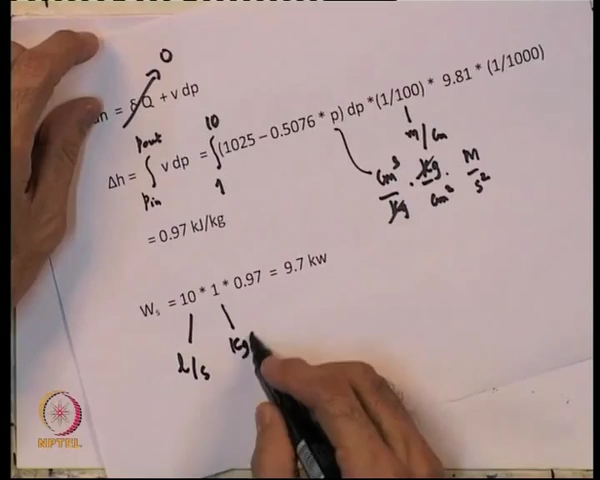 0
= δQ + v dp
Pout 10
Δh = ∫ v dp = ∫(1025 – 0.5076 * p) dp *(1/100) * 9.81 * (1/1000)
Pin 1
m/cm
cm³/kg . kg/cm² . m/s²
= 0.97 kJ/kg
Ws = 10 * 1 * 0.97 = 9.7 kw
l/s kg
NPTEL